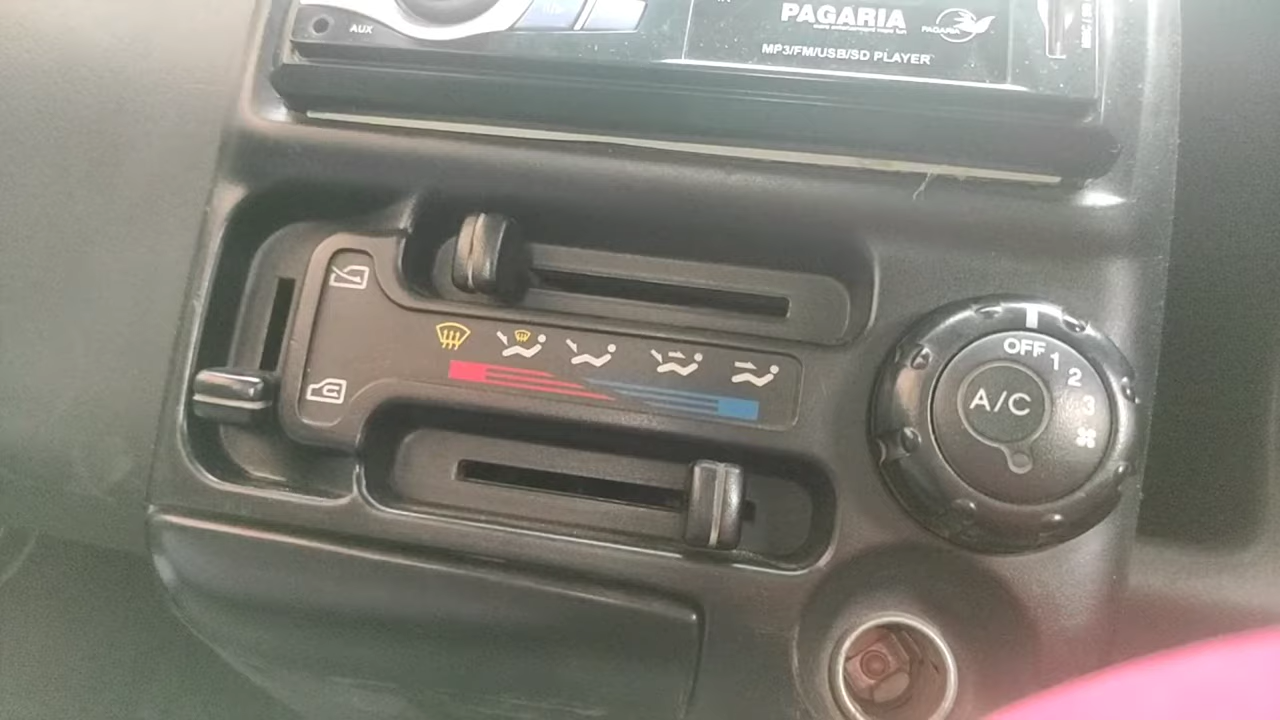 AUX
PAGARIA
PAGARIA
MP3/FM/USB/SD PLAYER
OFF 1 2 3
A/C